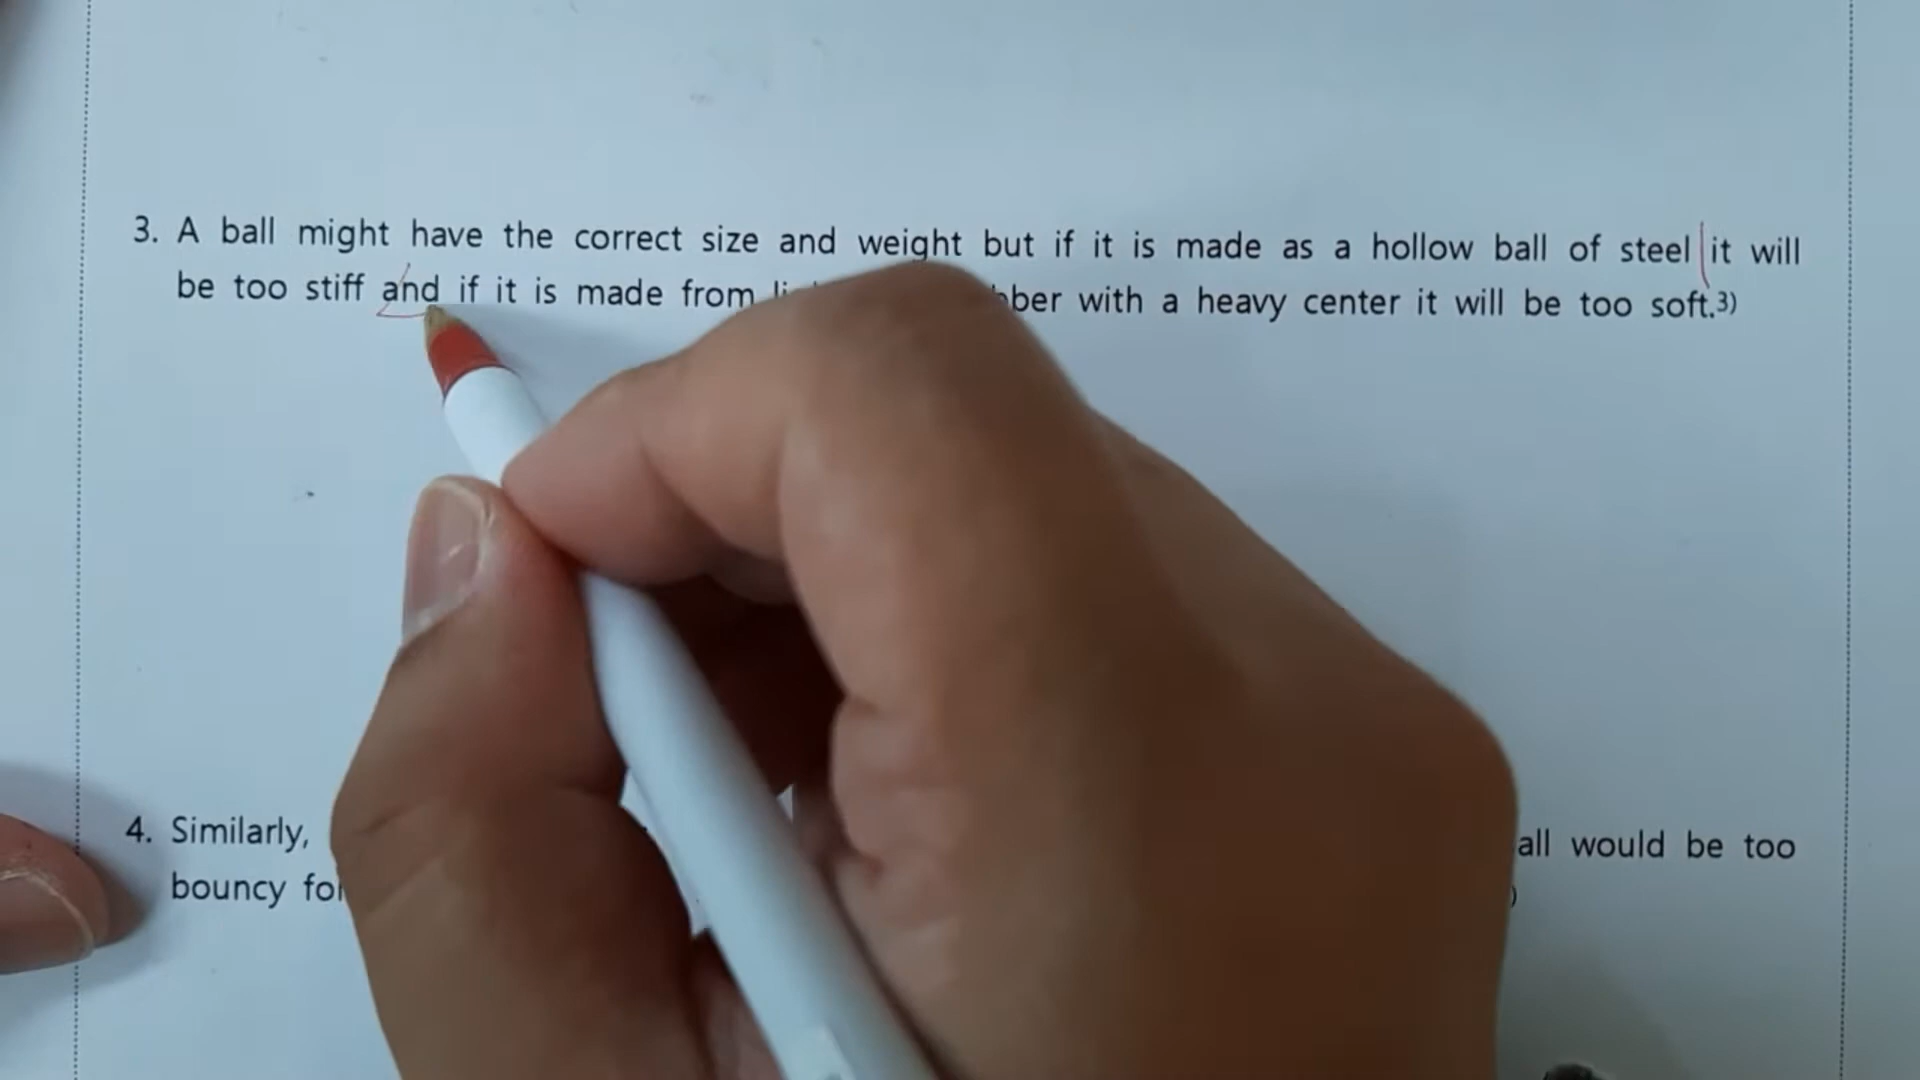 3. A ball might have the correct size and weight but if it is made as a hollow ball of steel it will
be too stiff and if it is made from with a heavy center it will be too soft.3)
4. Similarly, all would be too
bouncy